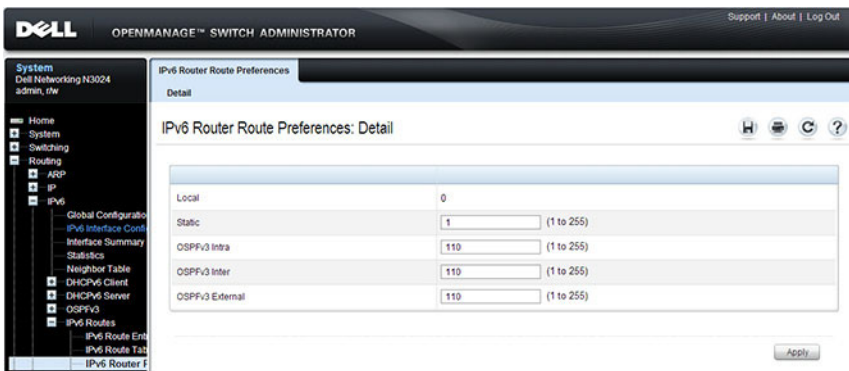 Support | About | Log Out
DELL OPENMANAGE™ SWITCH ADMINISTRATOR
System
Dell Networking N3024
admin, r/w
IPv6 Router Route Preferences
Detail
Home
System
Switching
Routing
ARP
IP
IPv6
Global Configuratio
IPv6 Interface Confi
Interface Summary
Statistics
Neighbor Table
DHCPv6 Client
DHCPv6 Server
OSPFv3
IPv6 Routes
IPv6 Route Ent
IPv6 Route Tab
IPv6 Router P
IPv6 Router Route Preferences: Detail
Local 0
Static 1 (1 to 255)
OSPFv3 Intra 110 (1 to 255)
OSPFv3 Inter 110 (1 to 255)
OSPFv3 External 110 (1 to 255)
Apply